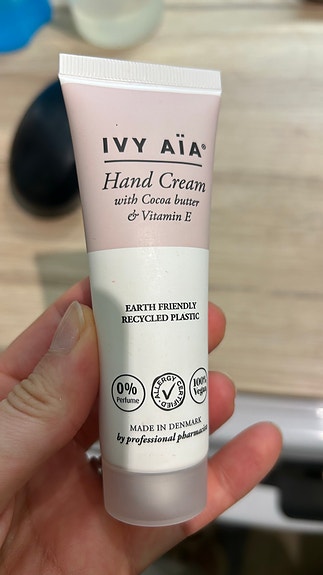 IVY AÏA®
Hand Cream
with Cocoa butter
& Vitamin E
EARTH FRIENDLY
RECYCLED PLASTIC
0%
Perfume
ALLERGY CERTIFIED
100%
Vegan
MADE IN DENMARK
by professional